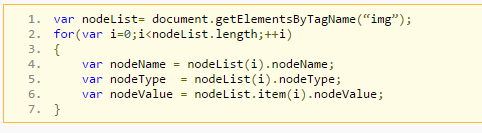 1. var nodeList= document.getElementsByTagName(“img”);
2. for(var i=0;i<nodeList.length;++i)
3. {
4. var nodeName = nodeList(i).nodeName;
5. var nodeType  = nodeList(i).nodeType;
6. var nodeValue = nodeList.item(i).nodeValue;
7. }